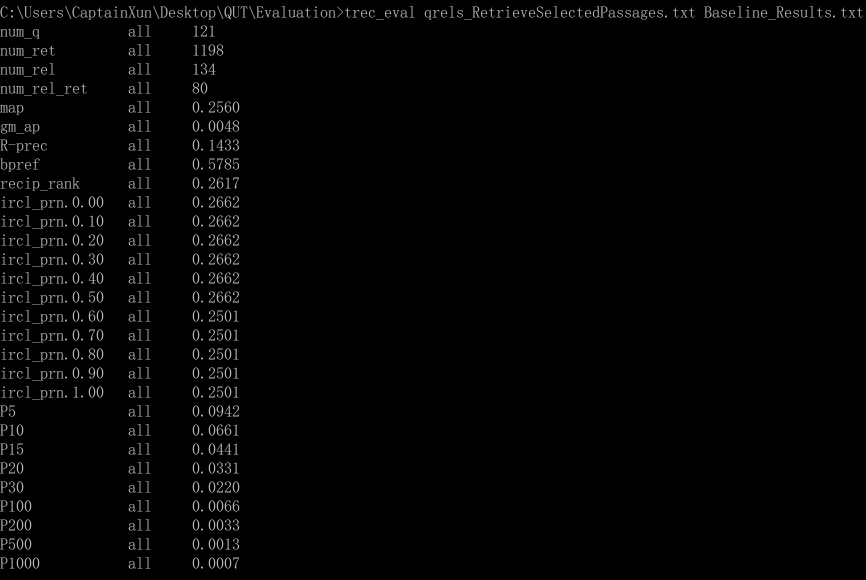 C:\Users\CaptainXun\Desktop\QUT\Evaluation>trec_eval qrels_RetrieveSelectedPassages.txt Baseline_Results.txt
num_q all 121
num_ret all 1198
num_rel all 134
num_rel_ret all 80
map all 0.2560
gm_ap all 0.0048
R-prec all 0.1433
bpref all 0.5785
recip_rank all 0.2617
ircl_prn.0.00 all 0.2662
ircl_prn.0.10 all 0.2662
ircl_prn.0.20 all 0.2662
ircl_prn.0.30 all 0.2662
ircl_prn.0.40 all 0.2662
ircl_prn.0.50 all 0.2662
ircl_prn.0.60 all 0.2501
ircl_prn.0.70 all 0.2501
ircl_prn.0.80 all 0.2501
ircl_prn.0.90 all 0.2501
ircl_prn.1.00 all 0.2501
P5 all 0.0942
P10 all 0.0661
P15 all 0.0441
P20 all 0.0331
P30 all 0.0220
P100 all 0.0066
P200 all 0.0033
P500 all 0.0013
P1000 all 0.0007